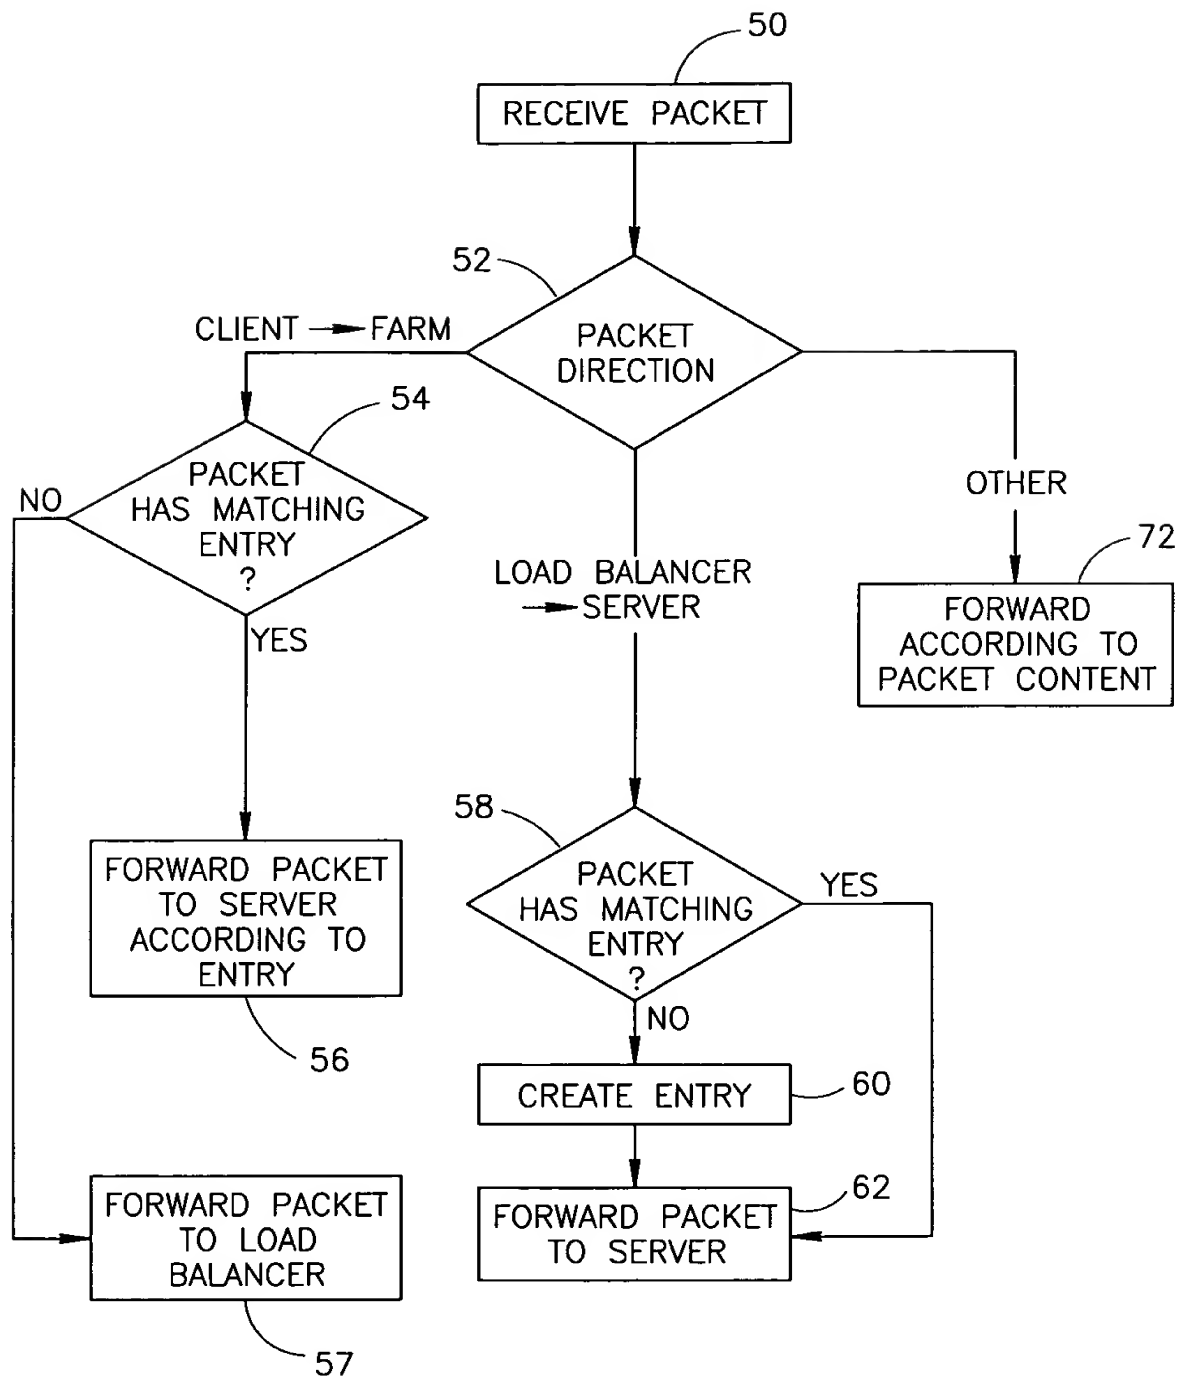 50
RECEIVE PACKET
52
CLIENT → FARM
PACKET
DIRECTION
54
PACKET
HAS MATCHING
ENTRY
?
NO
YES
OTHER
72
FORWARD
ACCORDING TO
PACKET CONTENT
LOAD BALANCER
→ SERVER
58
PACKET
HAS MATCHING
ENTRY
?
YES
NO
FORWARD PACKET
TO SERVER
ACCORDING TO
ENTRY
56
CREATE ENTRY
60
FORWARD PACKET
TO SERVER
62
FORWARD PACKET
TO LOAD
BALANCER
57